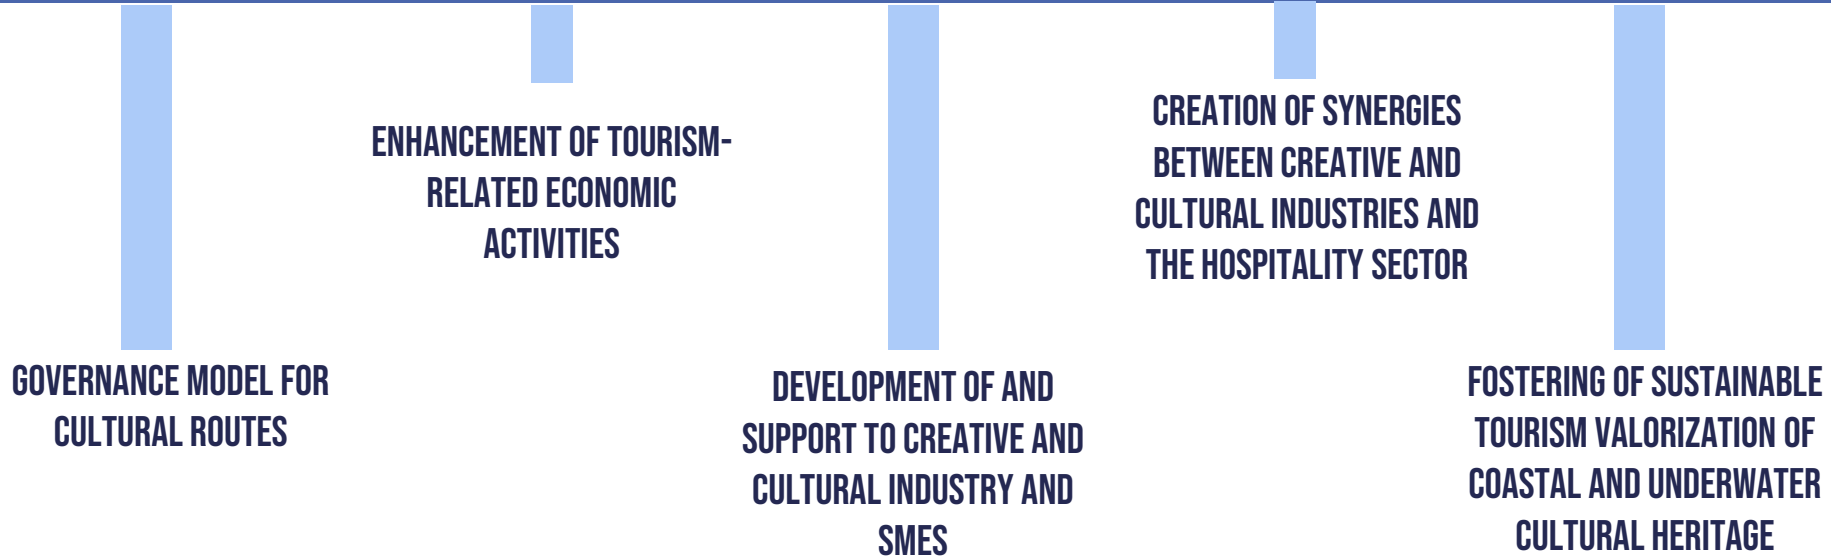 GOVERNANCE MODEL FOR
CULTURAL ROUTES
ENHANCEMENT OF TOURISM-
RELATED ECONOMIC
ACTIVITIES
DEVELOPMENT OF AND
SUPPORT TO CREATIVE AND
CULTURAL INDUSTRY AND
SMES
CREATION OF SYNERGIES
BETWEEN CREATIVE AND
CULTURAL INDUSTRIES AND
THE HOSPITALITY SECTOR
FOSTERING OF SUSTAINABLE
TOURISM VALORIZATION OF
COASTAL AND UNDERWATER
CULTURAL HERITAGE